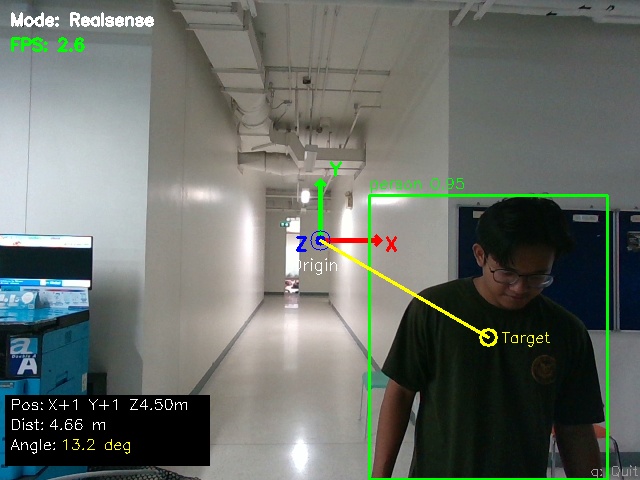 Mode: Realsense
FPS: 2.6
person 0.95
Y
Z
X
Origin
Target
a
Double A
A
Pos: X+1 Y+1 Z4.50m
Dist: 4.66 m
Angle: 13.2 deg
q: Quit